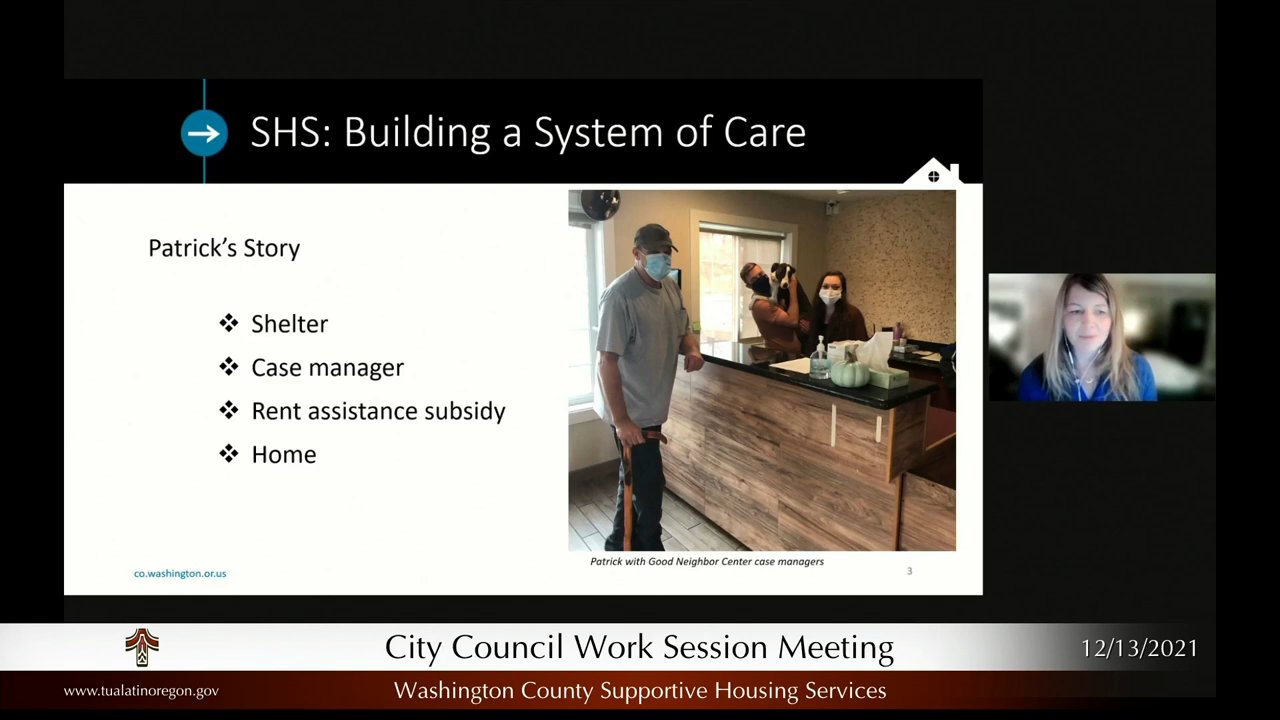 SHS: Building a System of Care
Patrick's Story
❖ Shelter
❖ Case manager
❖ Rent assistance subsidy
❖ Home
Patrick with Good Neighbor Center case managers
co.washington.or.us
3
City Council Work Session Meeting
12/13/2021
www.tualatinoregon.gov
Washington County Supportive Housing Services